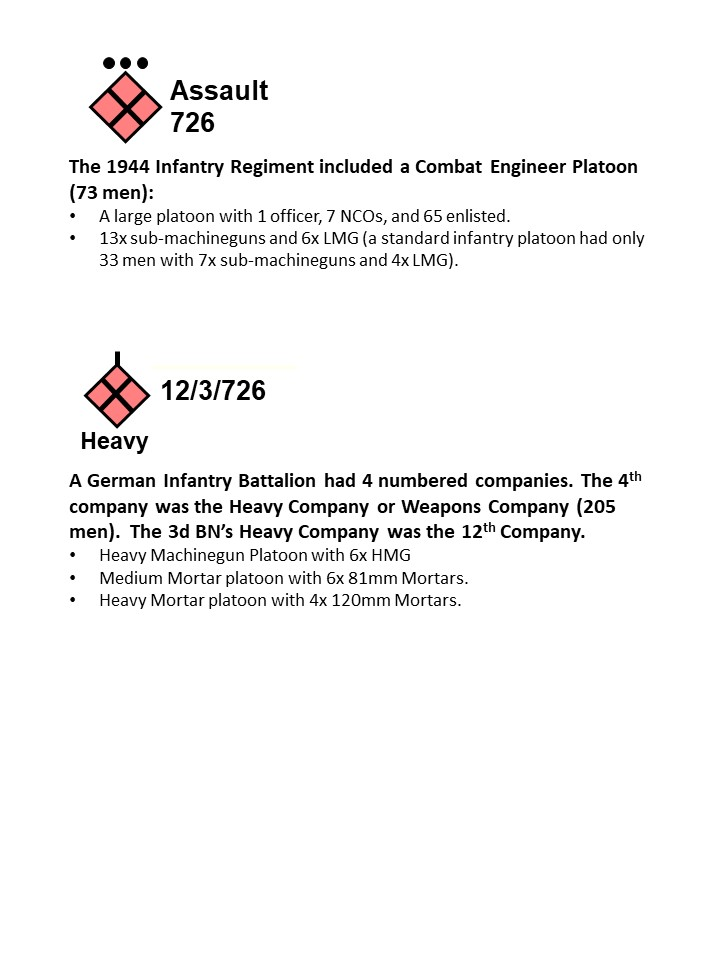 Assault
726
The 1944 Infantry Regiment included a Combat Engineer Platoon
(73 men):
• A large platoon with 1 officer, 7 NCOs, and 65 enlisted.
• 13x sub-machineguns and 6x LMG (a standard infantry platoon had only
33 men with 7x sub-machineguns and 4x LMG).
12/3/726
Heavy
A German Infantry Battalion had 4 numbered companies. The 4th
company was the Heavy Company or Weapons Company (205
men). The 3d BN’s Heavy Company was the 12th Company.
• Heavy Machinegun Platoon with 6x HMG
• Medium Mortar platoon with 6x 81mm Mortars.
• Heavy Mortar platoon with 4x 120mm Mortars.